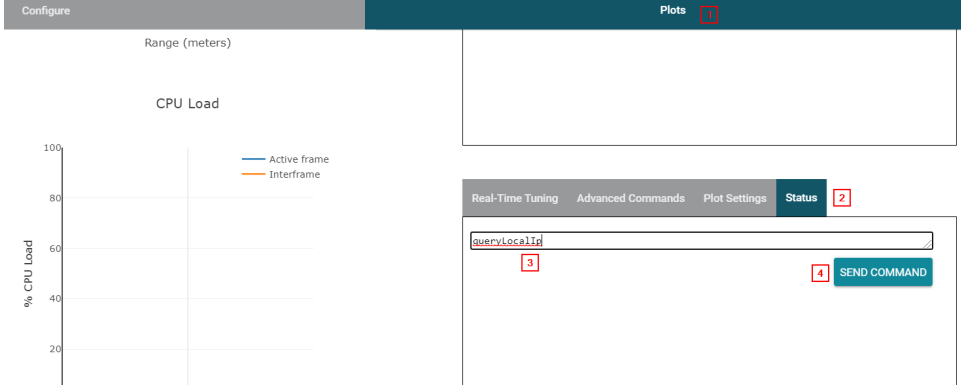 Configure
Plots
1
Range (meters)
CPU Load
100
80
60
40
20
% CPU Load
Active frame
Interframe
Real-Time Tuning Advanced Commands Plot Settings Status
2
queryLocalIp
3
4
SEND COMMAND